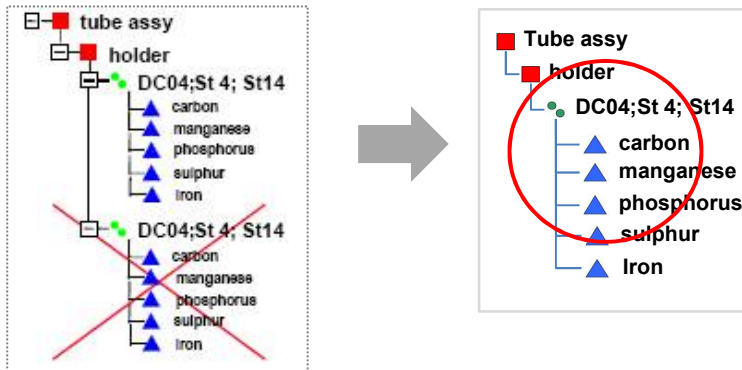 tube assy
holder
DC04;St 4; St14
carbon
manganese
phosphorus
sulphur
Iron
DC04;St 4; St14
carbon
manganese
phosphorus
sulphur
Iron
Tube assy
holder
DC04;St 4; St14
carbon
manganese
phosphorus
sulphur
Iron